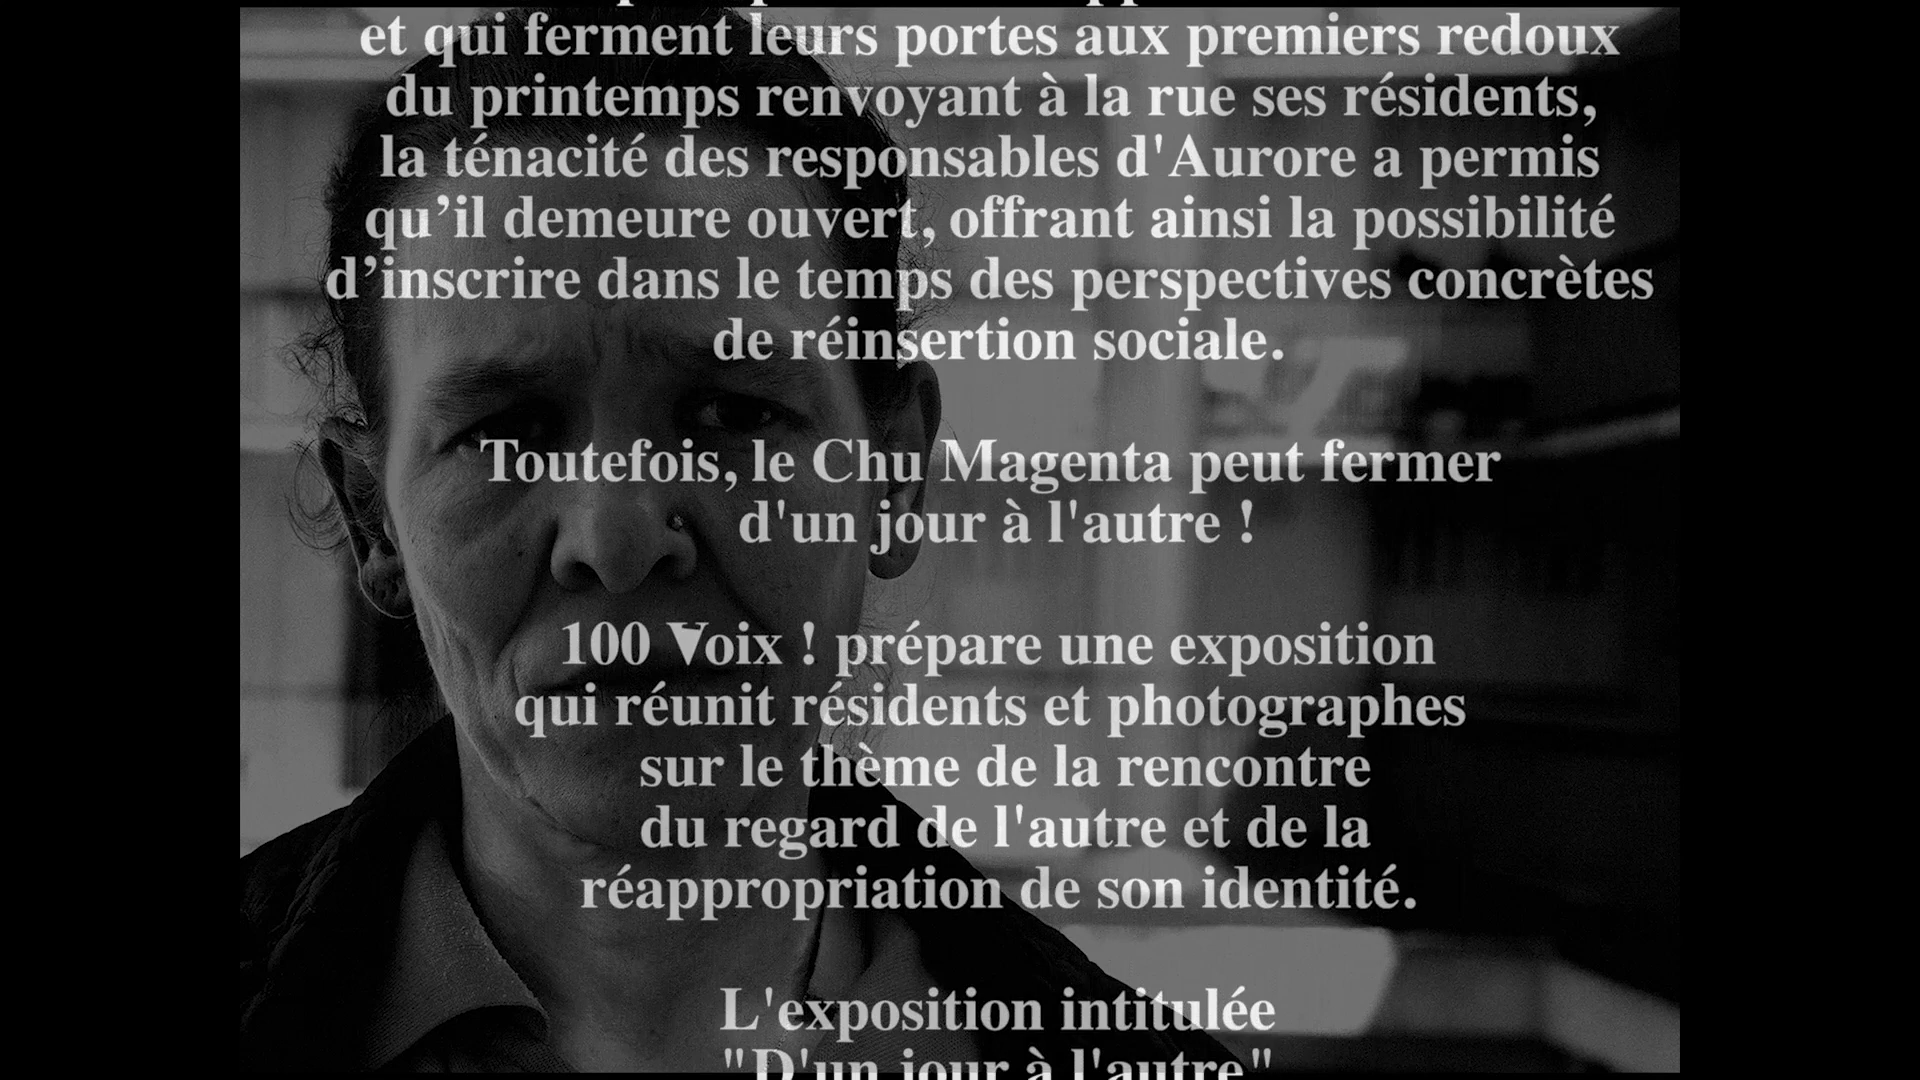 et qui ferment leurs portes aux premiers redoux
du printemps renvoyant à la rue ses résidents,
la ténacité des responsables d'Aurore a permis
qu’il demeure ouvert, offrant ainsi la possibilité
d’inscrire dans le temps des perspectives concrètes
de réinsertion sociale.
Toutefois, le Chu Magenta peut fermer
d'un jour à l'autre !
100 Voix ! prépare une exposition
qui réunit résidents et photographes
sur le thème de la rencontre
du regard de l'autre et de la
réappropriation de son identité.
L'exposition intitulée
"D'un jour à l'autre"